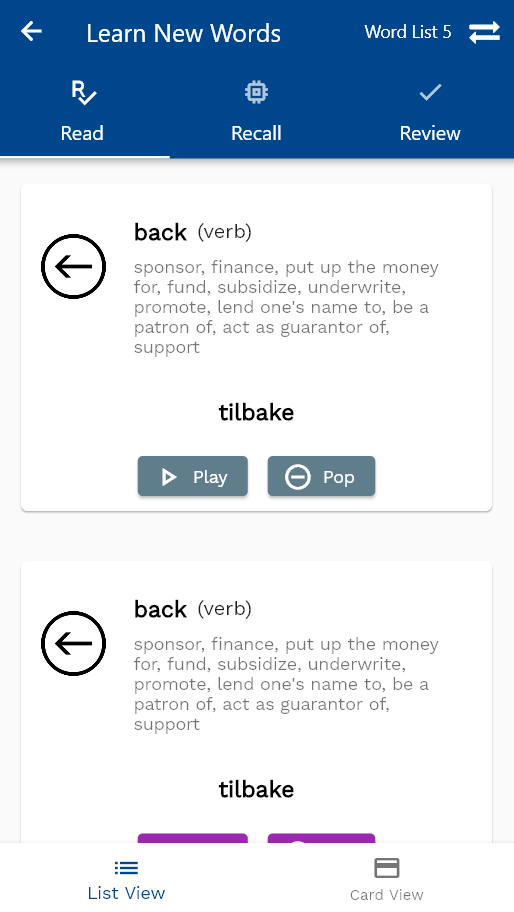 Learn New Words
Word List 5
Read
Recall
Review
back (verb)
sponsor, finance, put up the money
for, fund, subsidize, underwrite,
promote, lend one's name to, be a
patron of, act as guarantor of,
support
tilbake
Play
Pop
back (verb)
sponsor, finance, put up the money
for, fund, subsidize, underwrite,
promote, lend one's name to, be a
patron of, act as guarantor of,
support
tilbake
List View
Card View